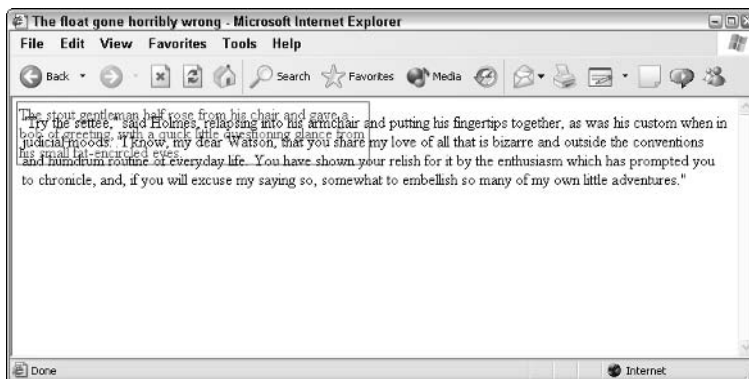 The float gone horribly wrong - Microsoft Internet Explorer
File Edit View Favorites Tools Help
Back Search Favorites Media
The stout gentleman half rose from his chair and gave a
"Try the settee," said Holmes, relapsing into his armchair and putting his fingertips together, as was his custom when in
bob of greeting, with a quick little questioning glance from
judicial moods. "I know, my dear Watson, that you share my love of all that is bizarre and outside the conventions
his small fat-encircled eyes.
and humdrum routine of everyday life. You have shown your relish for it by the enthusiasm which has prompted you
to chronicle, and, if you will excuse my saying so, somewhat to embellish so many of my own little adventures."
Done Internet